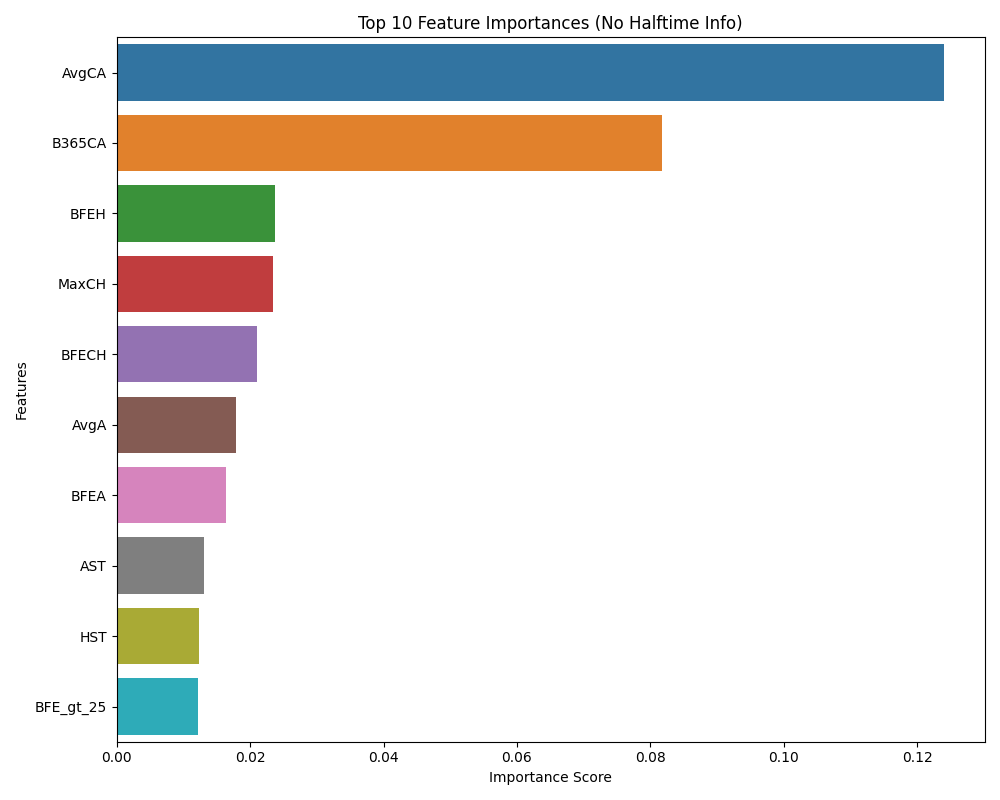 Top 10 Feature Importances (No Halftime Info)
Features
AvgCA
B365CA
BFEH
MaxCH
BFECH
AvgA
BFEA
AST
HST
BFE_gt_25
0.00 0.02 0.04 0.06 0.08 0.10 0.12
Importance Score